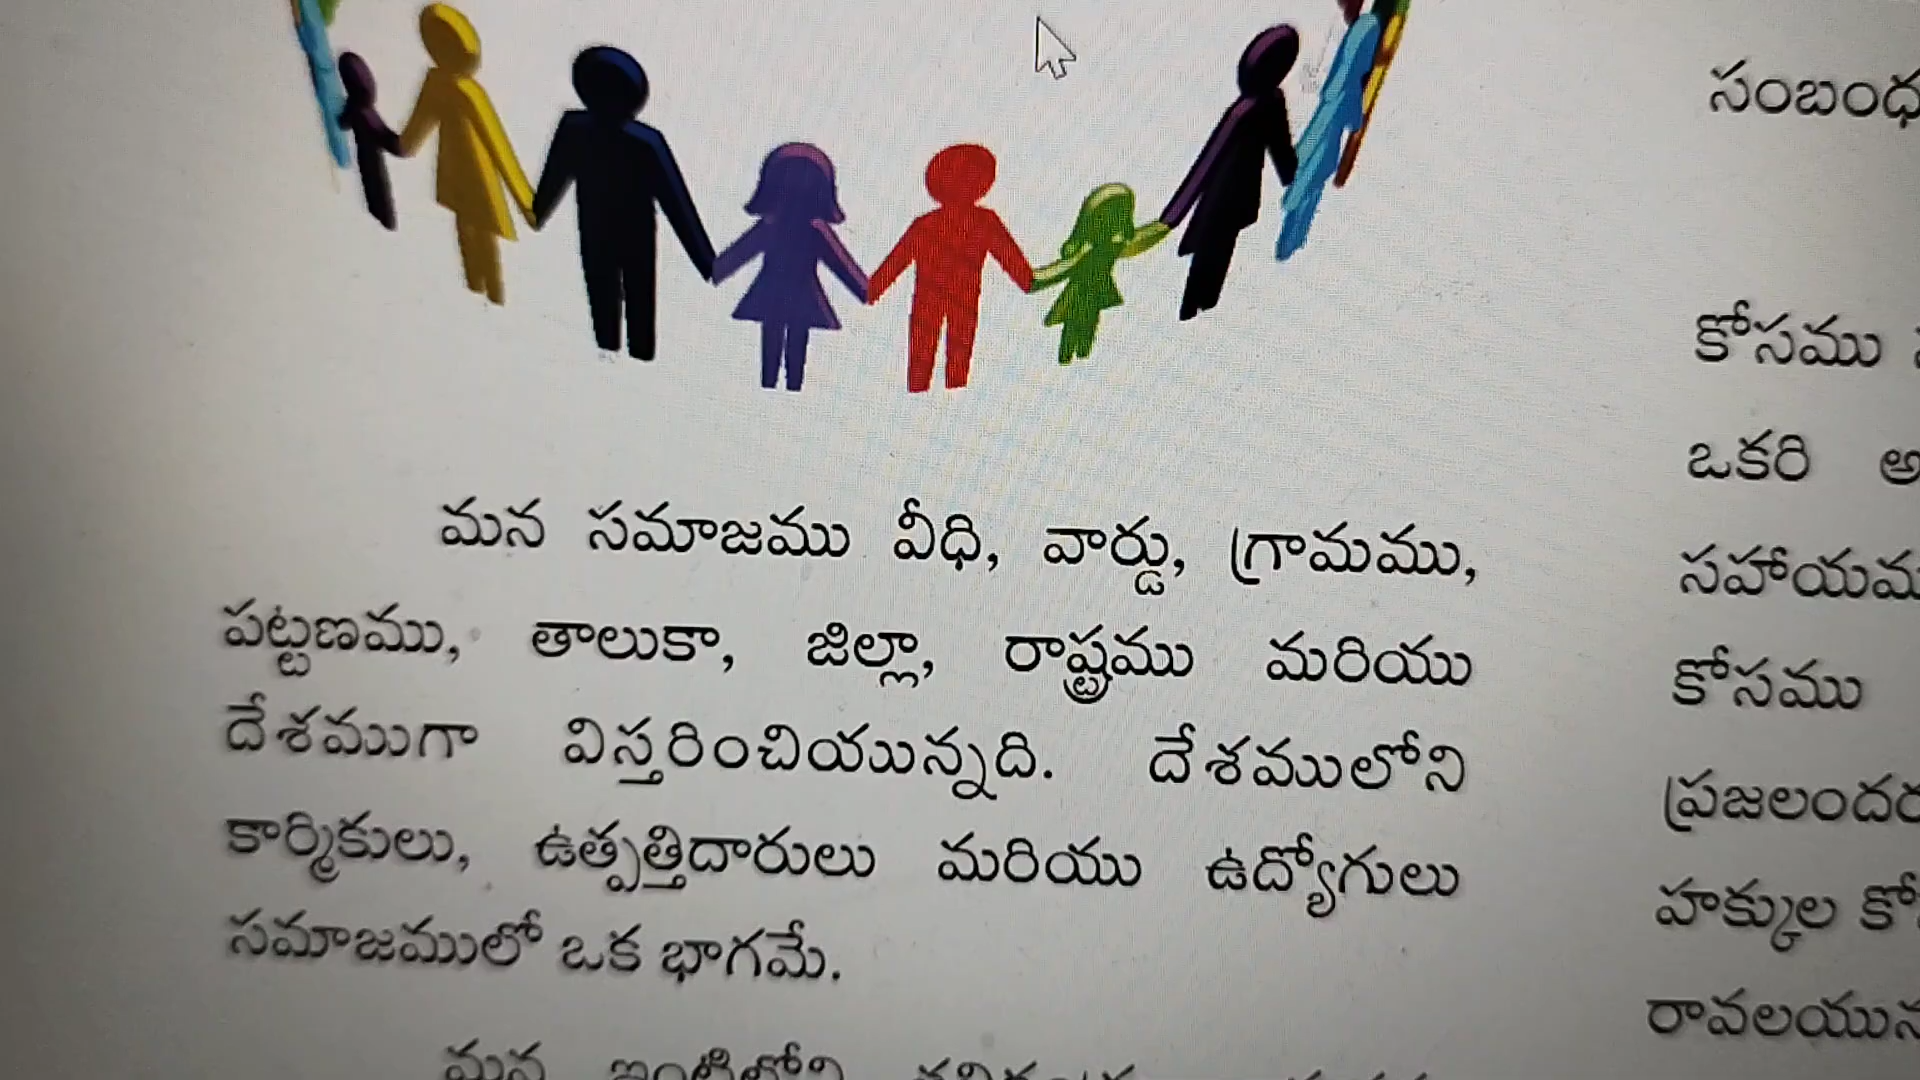 మన సమాజము వీధి, వార్డు, గ్రామము,
పట్టణము, తాలుకా, జిల్లా, రాష్ట్రము మరియు
దేశముగా విస్తరించియున్నది. దేశములోని
కార్మికులు, ఉత్పత్తిదారులు మరియు ఉద్యోగులు
సమాజములో ఒక భాగమే.
మన
కోసము
ఒకరి
కోసము
హక్కుల